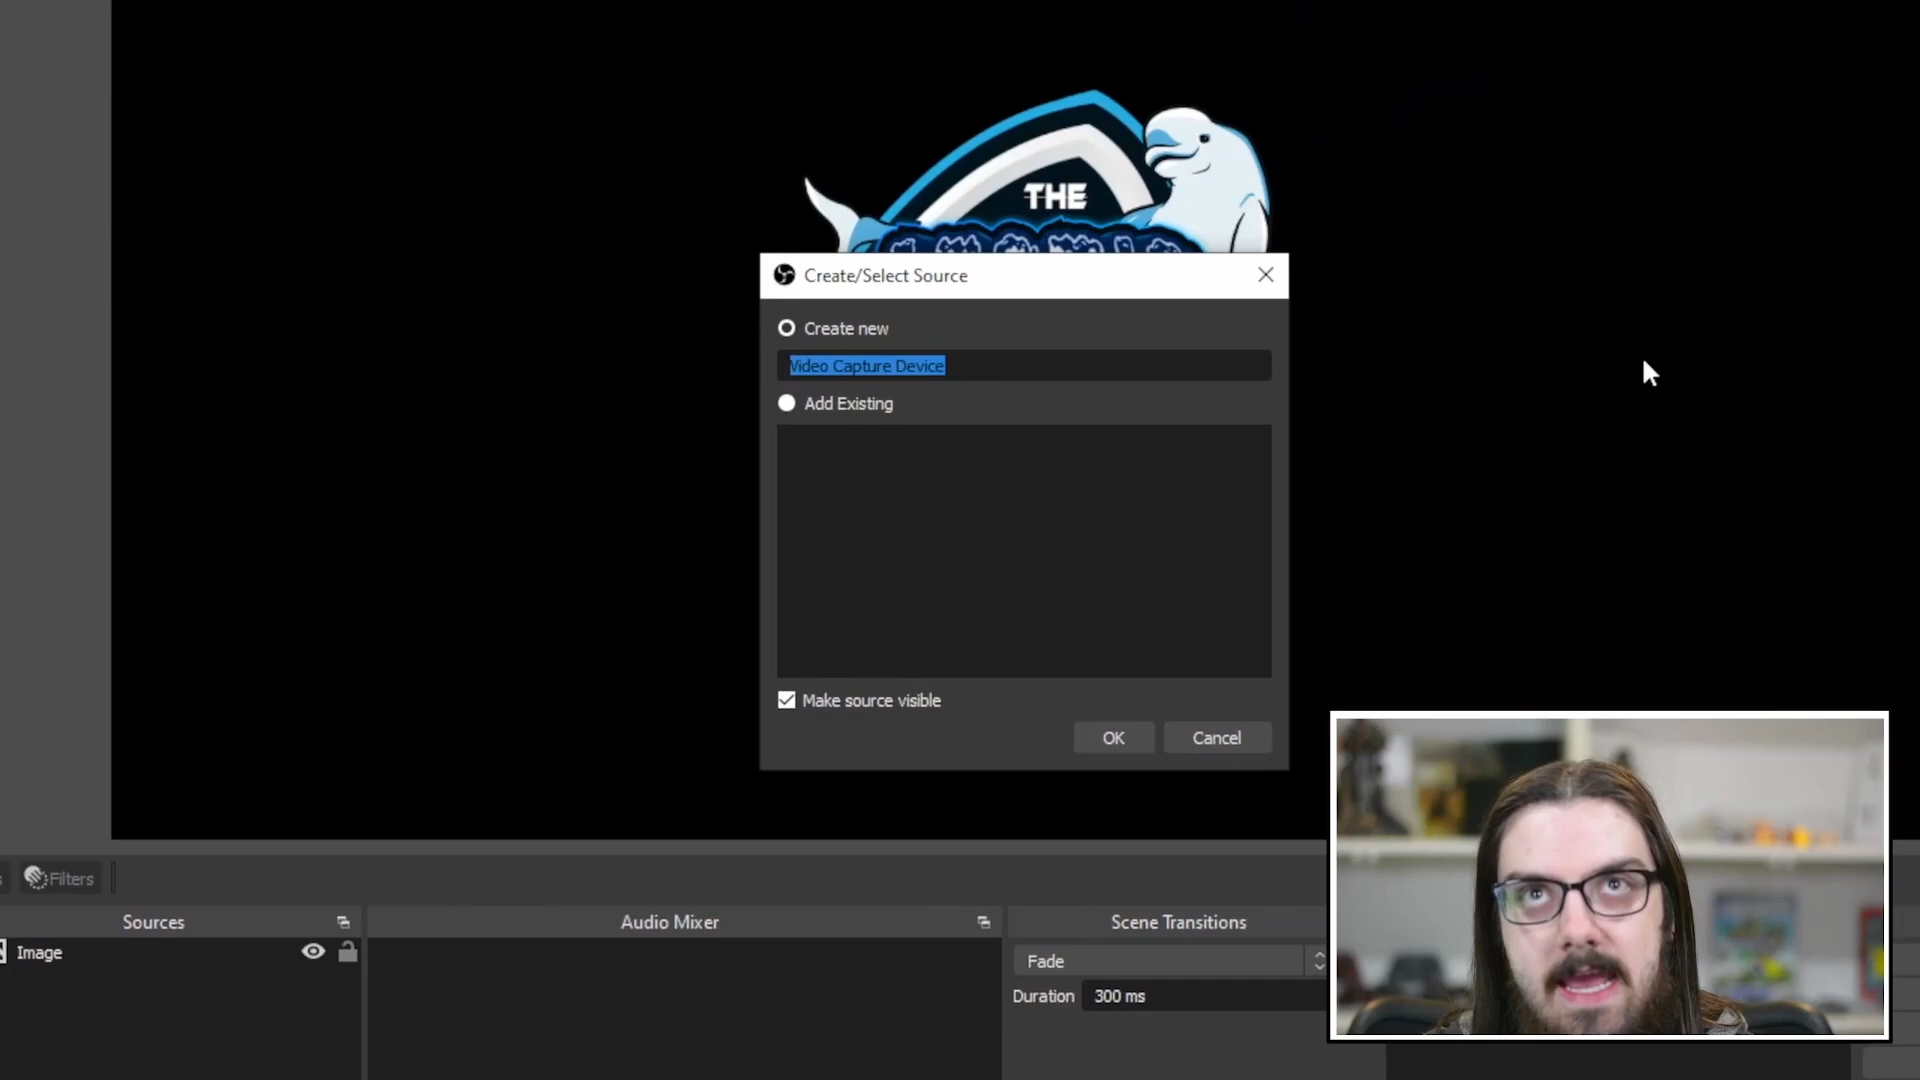 THE
Create/Select Source
Create new
Video Capture Device
Add Existing
Make source visible
OK Cancel
Filters
Sources Audio Mixer Scene Transitions
Image
Fade
Duration 300 ms